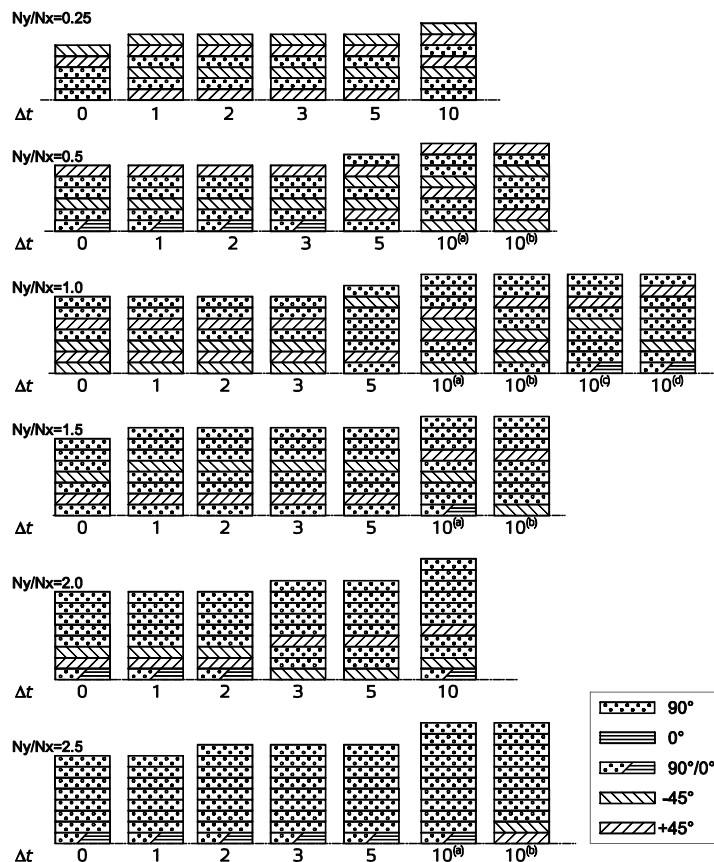 Ny/Nx=0.25
Δt 0 1 2 3 5 10
Ny/Nx=0.5
Δt 0 1 2 3 5 10(a) 10(b)
Ny/Nx=1.0
Δt 0 1 2 3 5 10(a) 10(b) 10(c) 10(d)
Ny/Nx=1.5
Δt 0 1 2 3 5 10(a) 10(b)
Ny/Nx=2.0
Δt 0 1 2 3 5 10
90°
0°
Ny/Nx=2.5
90°/0°
-45°
+45°
Δt 0 1 2 3 5 10(a) 10(b)